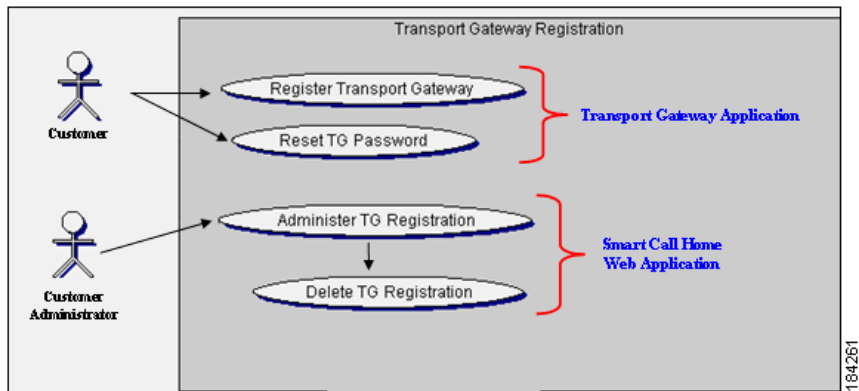 Transport Gateway Registration
Register Transport Gateway
Transport Gateway Application
Customer
Reset TG Password
Administer TG Registration
Smart Call Home
Web Application
Customer
Administrator
Delete TG Registration
184261